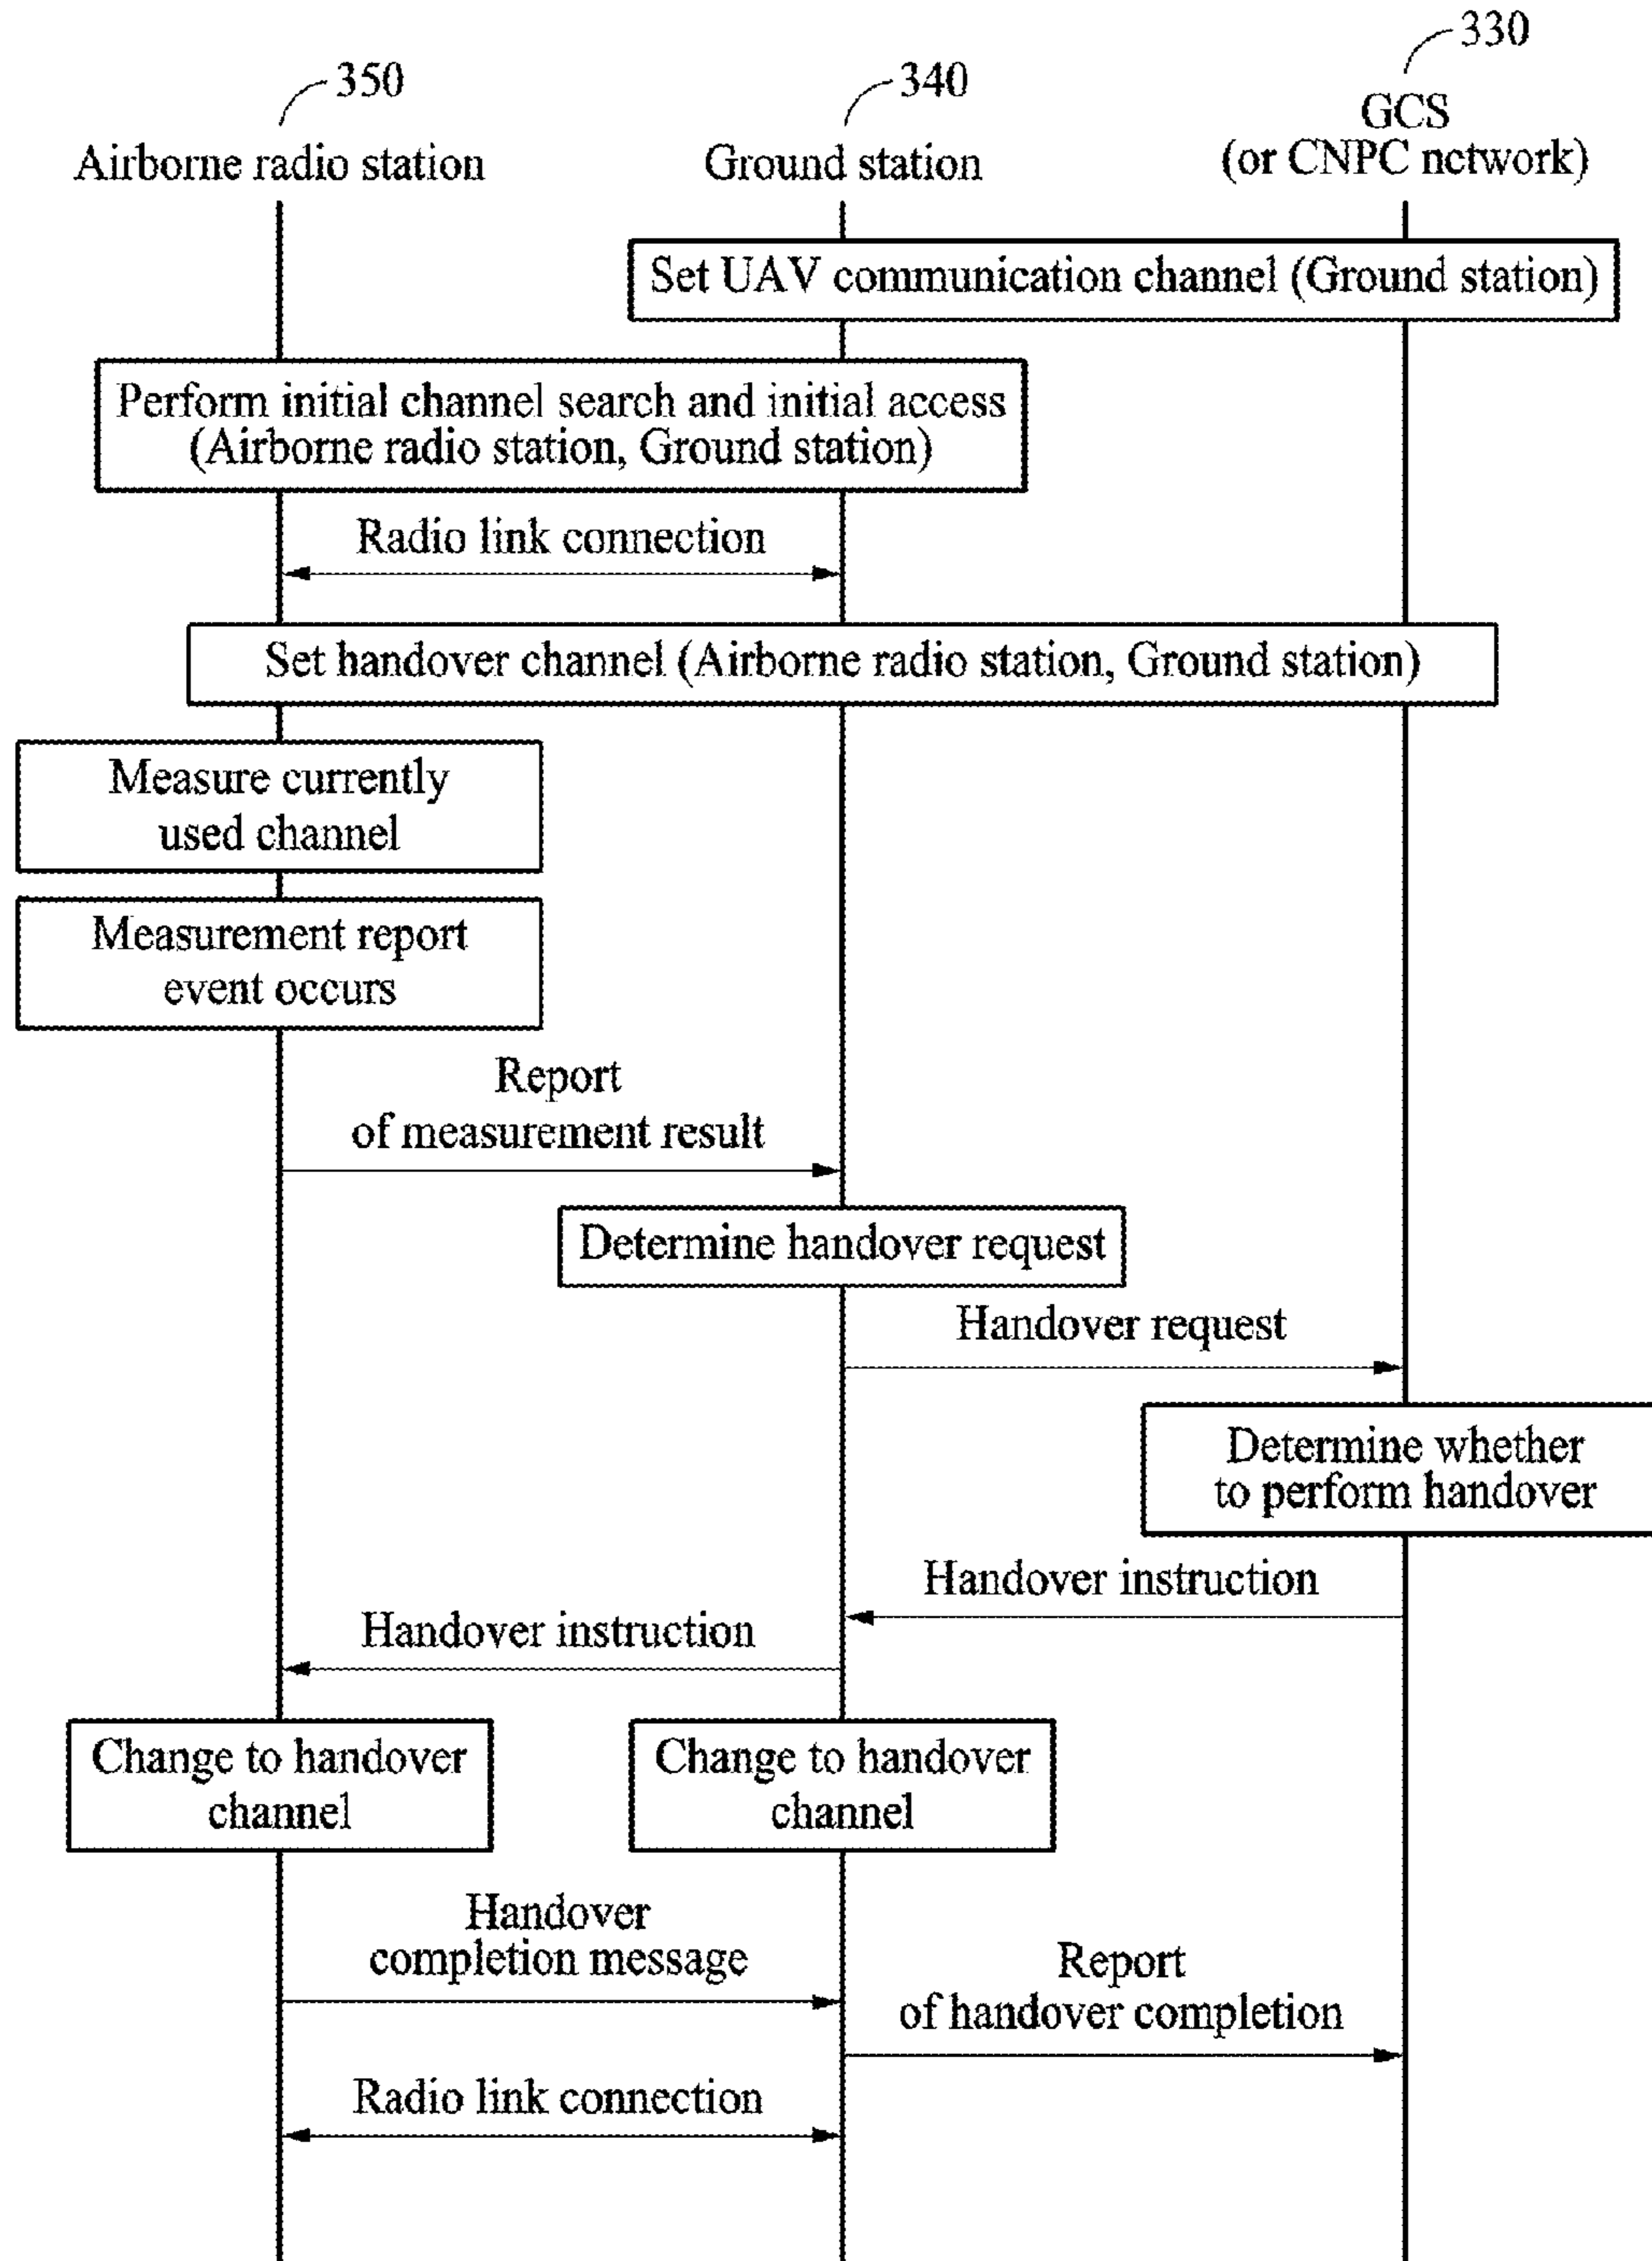 350
340
330
Airborne radio station
Ground station
GCS
(or CNPC network)
Set UAV communication channel (Ground station)
Perform initial channel search and initial access
(Airborne radio station, Ground station)
Radio link connection
Set handover channel (Airborne radio station, Ground station)
Measure currently
used channel
Measurement report
event occurs
Report
of measurement result
Determine handover request
Handover request
Determine whether
to perform handover
Handover instruction
Handover instruction
Change to handover
channel
Change to handover
channel
Handover
completion message
Report
of handover completion
Radio link connection